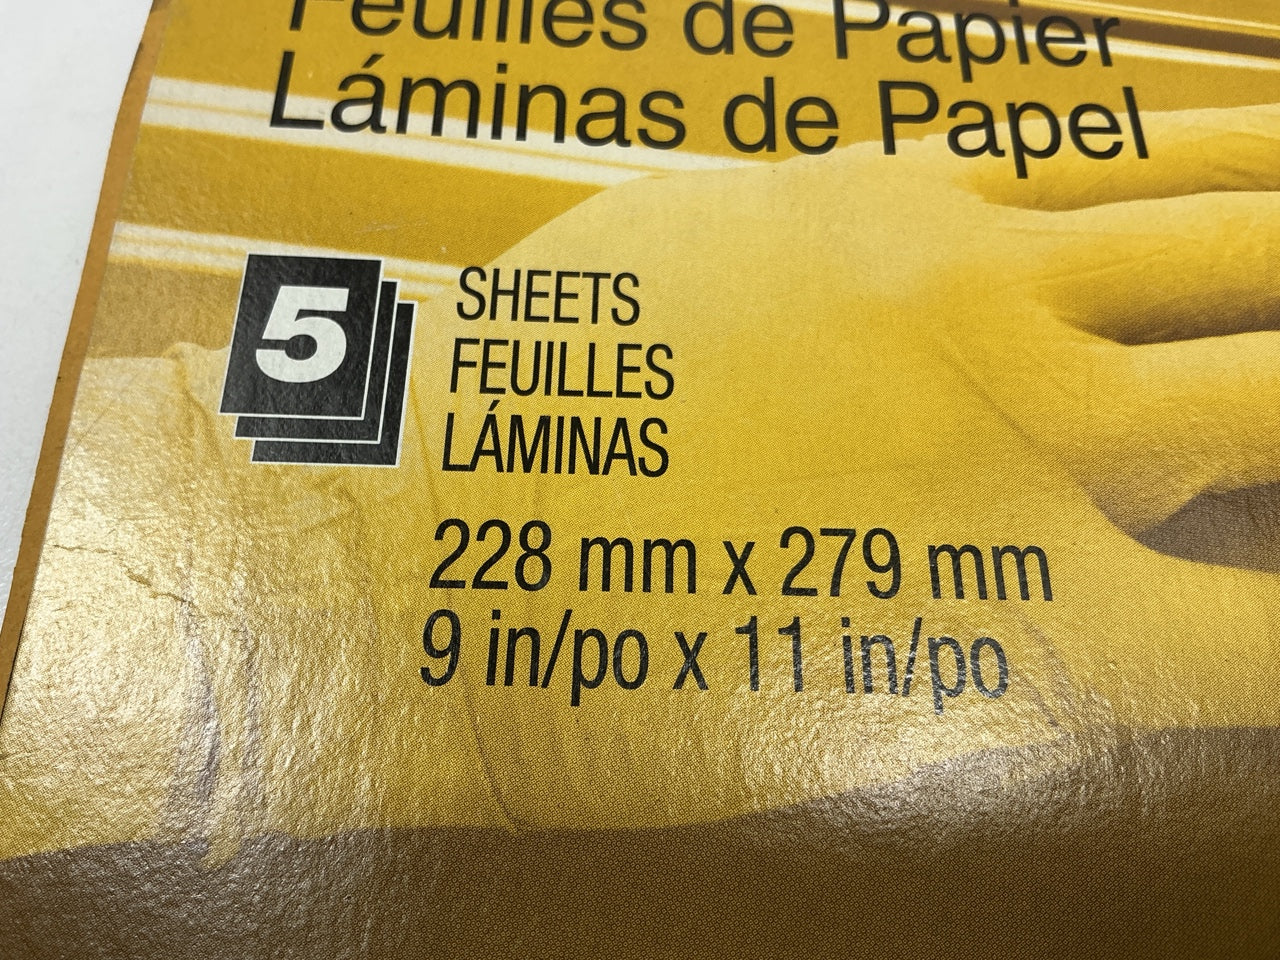 Feuilles de Papier
Láminas de Papel
5
SHEETS
FEUILLES
LÁMINAS
228 mm x 279 mm
9 in/po x 11 in/po